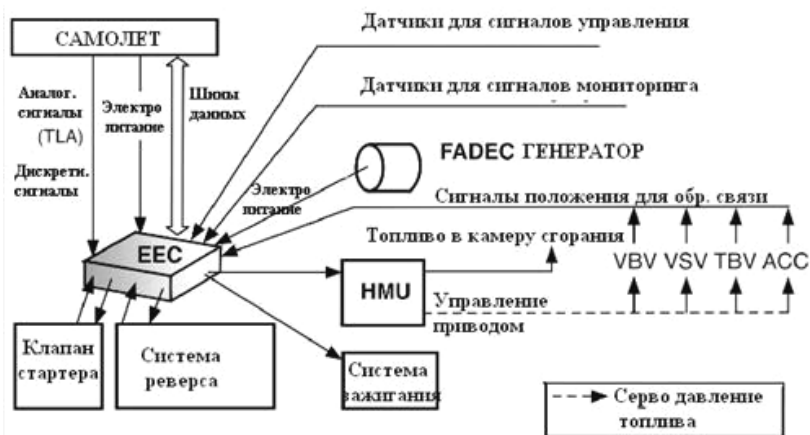 САМОЛЕТ
Датчики для сигналов управления
Датчики для сигналов мониторинга
Аналог.
сигналы
(TLA)
Дискретн.
сигналы
Электро
питание
Шины
данных
FADEC ГЕНЕРАТОР
Электро
питание
Сигналы положения для обр. связи
Топливо в камеру сгорания
EEC
HMU
VBV VSV TBV ACC
Управление
приводом
Клапан
стартера
Система
реверса
Система
зажигания
Серво давление
топлива